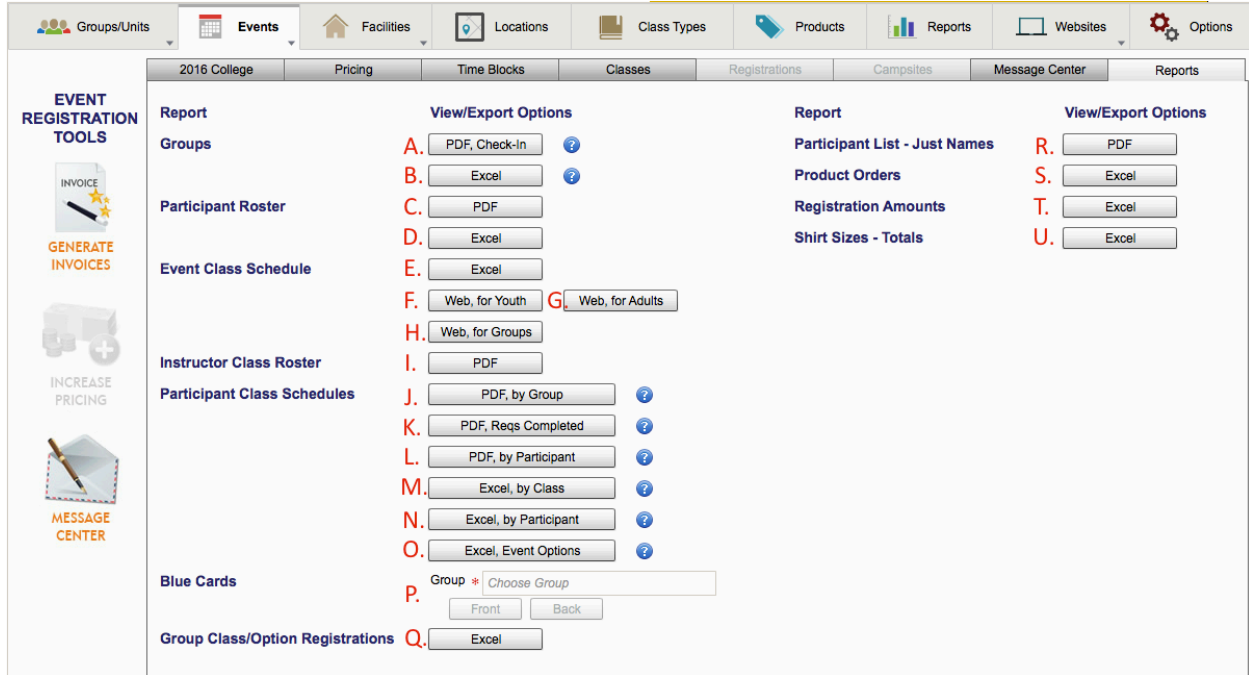 Groups/Units Events Facilities Locations Class Types Products Reports Websites Options
2016 College Pricing Time Blocks Classes Registrations Campsites Message Center Reports
EVENT
REGISTRATION
TOOLS
INVOICE
GENERATE
INVOICES
INCREASE
PRICING
MESSAGE
CENTER
Report View/Export Options
Groups A. PDF, Check-In ?
B. Excel ?
Participant Roster C. PDF
D. Excel
Event Class Schedule E. Excel
F. Web, for Youth G. Web, for Adults
H. Web, for Groups
Instructor Class Roster I. PDF
Participant Class Schedules J. PDF, by Group ?
K. PDF, Reqs Completed ?
L. PDF, by Participant ?
M. Excel, by Class ?
N. Excel, by Participant ?
O. Excel, Event Options ?
Blue Cards P. Group * Choose Group
Front Back
Group Class/Option Registrations Q. Excel
Report View/Export Options
Participant List - Just Names R. PDF
Product Orders S. Excel
Registration Amounts T. Excel
Shirt Sizes - Totals U. Excel